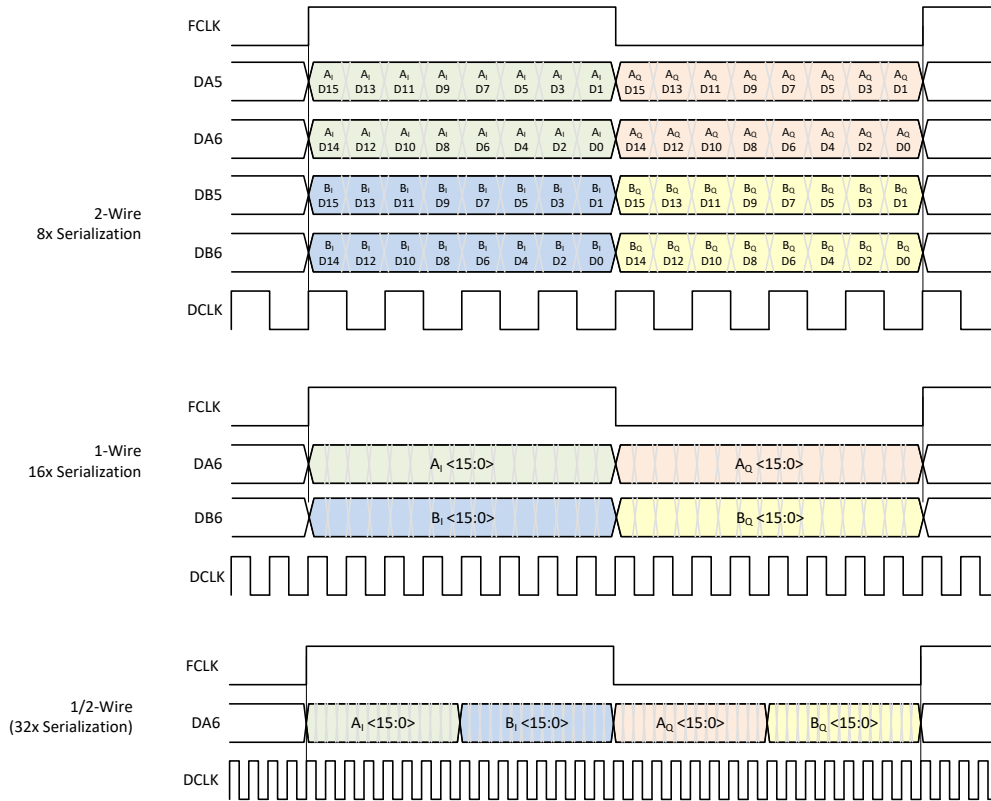 FCLK
DA5
A_I A_I A_I A_I A_I A_I A_I A_I A_Q A_Q A_Q A_Q A_Q A_Q A_Q A_Q
D15 D13 D11 D9 D7 D5 D3 D1 D15 D13 D11 D9 D7 D5 D3 D1
DA6
A_I A_I A_I A_I A_I A_I A_I A_I A_Q A_Q A_Q A_Q A_Q A_Q A_Q A_Q
D14 D12 D10 D8 D6 D4 D2 D0 D14 D12 D10 D8 D6 D4 D2 D0
2-Wire
8x Serialization
DB5
B_I B_I B_I B_I B_I B_I B_I B_I B_Q B_Q B_Q B_Q B_Q B_Q B_Q B_Q
D15 D13 D11 D9 D7 D5 D3 D1 D15 D13 D11 D9 D7 D5 D3 D1
DB6
B_I B_I B_I B_I B_I B_I B_I B_I B_Q B_Q B_Q B_Q B_Q B_Q B_Q B_Q
D14 D12 D10 D8 D6 D4 D2 D0 D14 D12 D10 D8 D6 D4 D2 D0
DCLK
FCLK
1-Wire
16x Serialization
DA6
A_I <15:0> A_Q <15:0>
DB6
B_I <15:0> B_Q <15:0>
DCLK
FCLK
1/2-Wire
(32x Serialization)
DA6
A_I <15:0> B_I <15:0> A_Q <15:0> B_Q <15:0>
DCLK